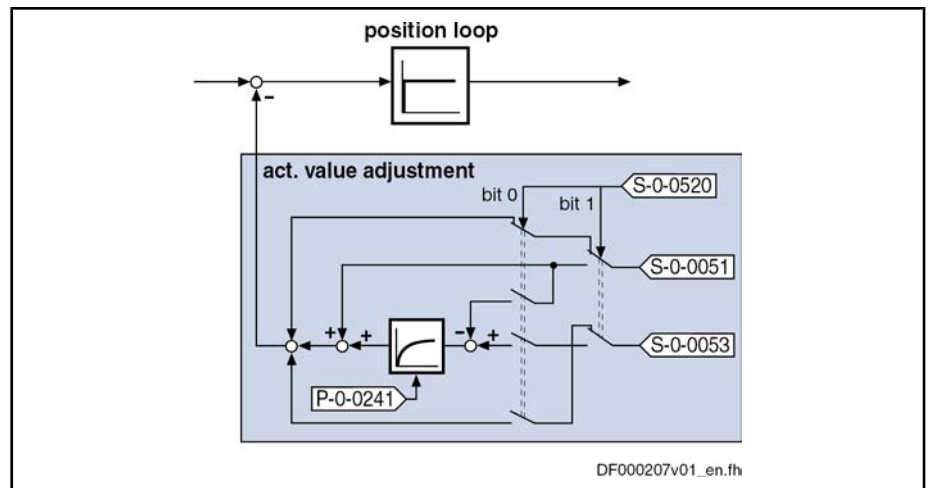 position loop
-
act. value adjustment
bit 0
bit 1
S-0-0520
S-0-0051
+ + - +
S-0-0053
P-0-0241
DF000207v01_en.fh